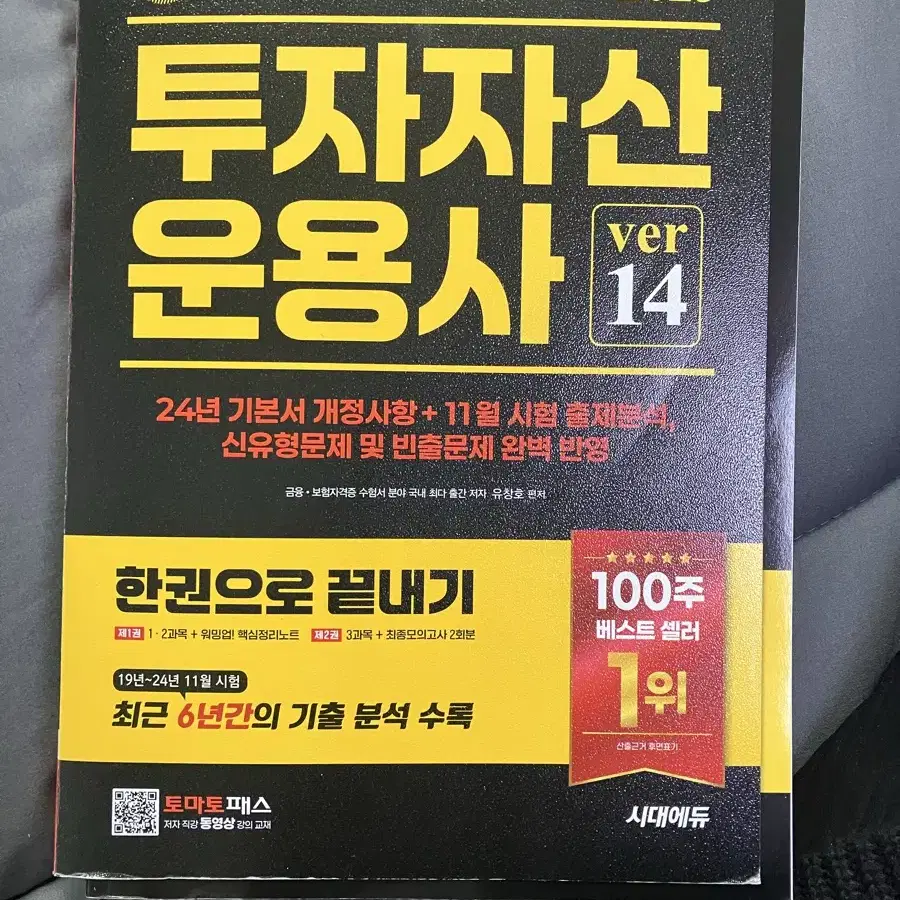 투자자산
운용사
ver
14
24년 기본서 개정사항 + 11월 시험 출제분석,
신유형문제 및 빈출문제 완벽 반영
금융·보험자격증 수험서 분야 국내 최다 출간 저자 유창호 편저
한권으로 끝내기
제1권 1·2과목 + 워밍업! 핵심정리노트 제2권 3과목 + 최종모의고사 2회분
19년~24년 11월 시험
최근 6년간의 기출 분석 수록
★★★★★
100주
베스트 셀러
1위
산출근거 후면표기
토마토패스
저자 직강 동영상 강의 교재
시대에듀